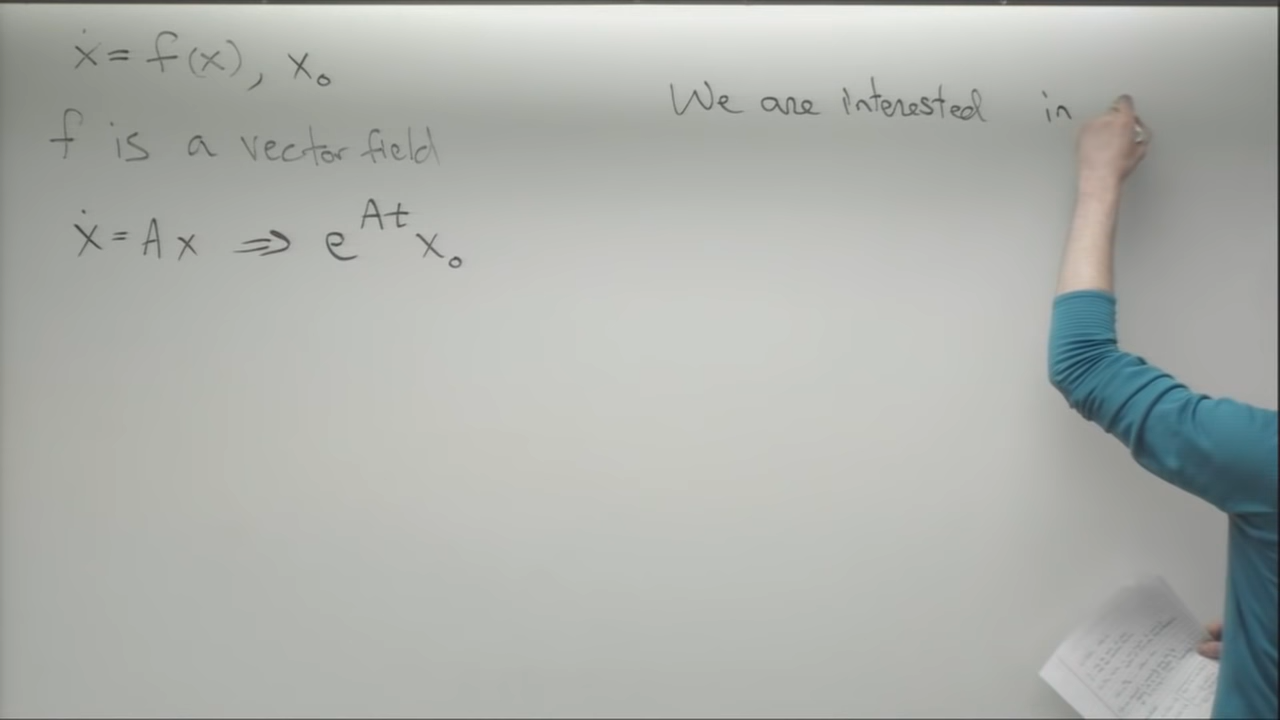 ẋ = f(x), x₀
f is a vector field
ẋ = Ax ⇒ e^{At} x₀
We are interested in